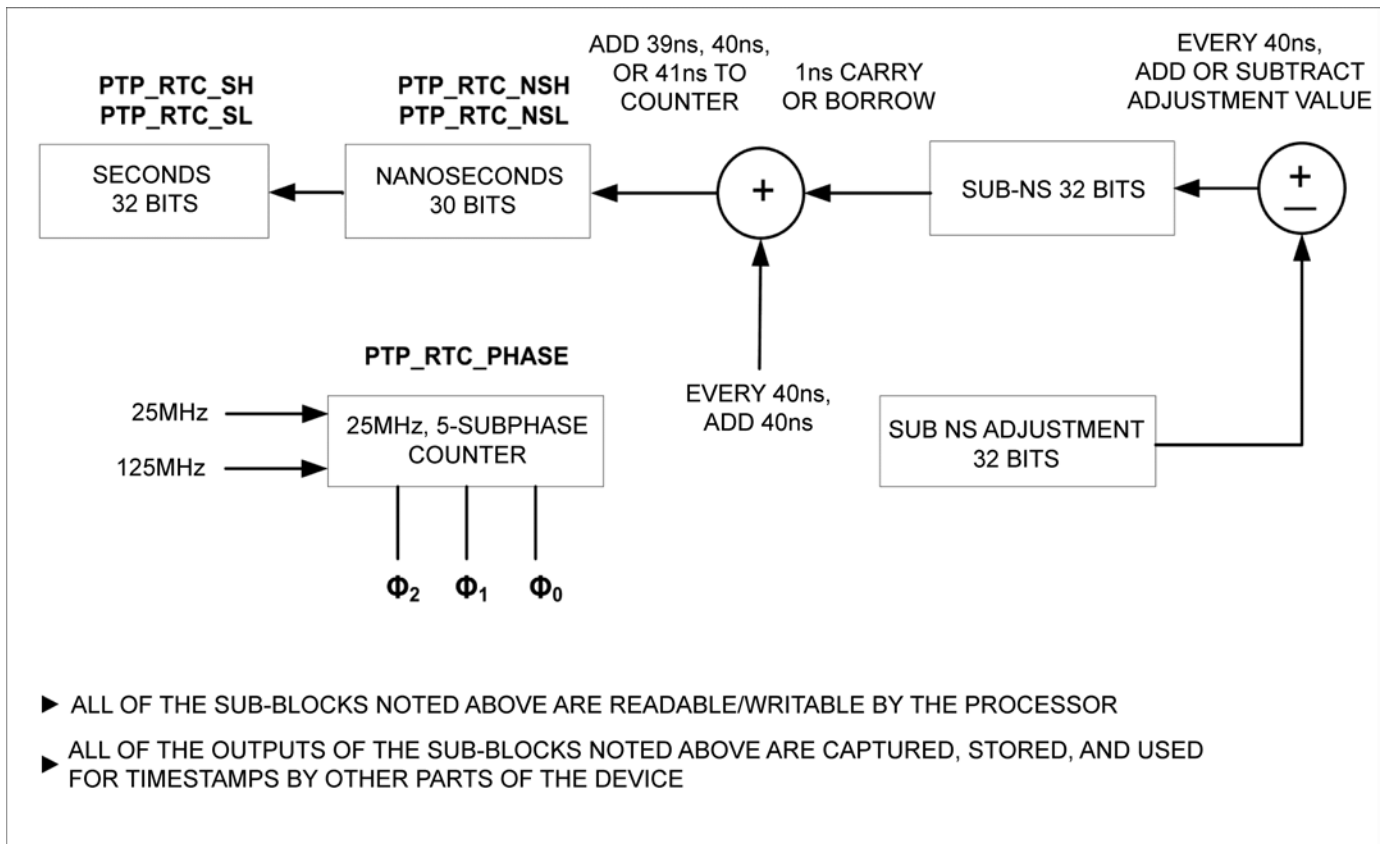 PTP_RTC_SH
PTP_RTC_SL
SECONDS
32 BITS
PTP_RTC_NSH
PTP_RTC_NSL
NANOSECONDS
30 BITS
ADD 39ns, 40ns,
OR 41ns TO
COUNTER
+
1ns CARRY
OR BORROW
SUB-NS 32 BITS
EVERY 40ns,
ADD OR SUBTRACT
ADJUSTMENT VALUE
+
—
PTP_RTC_PHASE
25MHz
125MHz
25MHz, 5-SUBPHASE
COUNTER
Φ2 Φ1 Φ0
EVERY 40ns,
ADD 40ns
SUB NS ADJUSTMENT
32 BITS
► ALL OF THE SUB-BLOCKS NOTED ABOVE ARE READABLE/WRITABLE BY THE PROCESSOR
► ALL OF THE OUTPUTS OF THE SUB-BLOCKS NOTED ABOVE ARE CAPTURED, STORED, AND USED
FOR TIMESTAMPS BY OTHER PARTS OF THE DEVICE